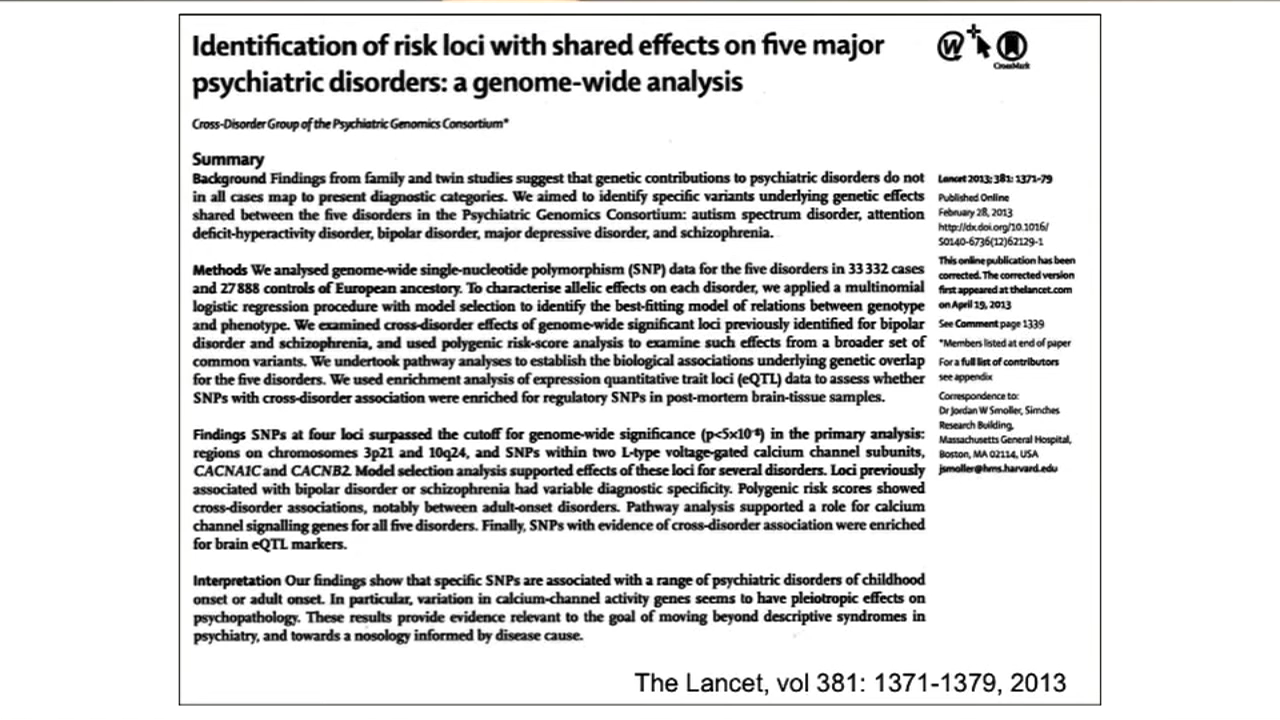 Identification of risk loci with shared effects on five major
psychiatric disorders: a genome-wide analysis
W
CrossMark
Cross-Disorder Group of the Psychiatric Genomics Consortium*
Summary
Background Findings from family and twin studies suggest that genetic contributions to psychiatric disorders do not
in all cases map to present diagnostic categories. We aimed to identify specific variants underlying genetic effects
shared between the five disorders in the Psychiatric Genomics Consortium: autism spectrum disorder, attention
deficit-hyperactivity disorder, bipolar disorder, major depressive disorder, and schizophrenia.
Methods We analysed genome-wide single-nucleotide polymorphism (SNP) data for the five disorders in 33 332 cases
and 27 888 controls of European ancestory. To characterise allelic effects on each disorder, we applied a multinomial
logistic regression procedure with model selection to identify the best-fitting model of relations between genotype
and phenotype. We examined cross-disorder effects of genome-wide significant loci previously identified for bipolar
disorder and schizophrenia, and used polygenic risk-score analysis to examine such effects from a broader set of
common variants. We undertook pathway analyses to establish the biological associations underlying genetic overlap
for the five disorders. We used enrichment analysis of expression quantitative trait loci (eQTL) data to assess whether
SNPs with cross-disorder association were enriched for regulatory SNPs in post-mortem brain-tissue samples.
Findings SNPs at four loci surpassed the cutoff for genome-wide significance (p<5×10⁻⁸) in the primary analysis:
regions on chromosomes 3p21 and 10q24, and SNPs within two L-type voltage-gated calcium channel subunits,
CACNA1C and CACNB2. Model selection analysis supported effects of these loci for several disorders. Loci previously
associated with bipolar disorder or schizophrenia had variable diagnostic specificity. Polygenic risk scores showed
cross-disorder associations, notably between adult-onset disorders. Pathway analysis supported a role for calcium
channel signalling genes for all five disorders. Finally, SNPs with evidence of cross-disorder association were enriched
for brain eQTL markers.
Interpretation Our findings show that specific SNPs are associated with a range of psychiatric disorders of childhood
onset or adult onset. In particular, variation in calcium-channel activity genes seems to have pleiotropic effects on
psychopathology. These results provide evidence relevant to the goal of moving beyond descriptive syndromes in
psychiatry, and towards a nosology informed by disease cause.
Lancet 2013; 381: 1371–79
Published Online
February 28, 2013
http://dx.doi.org/10.1016/
S0140-6736(12)62129-1
This online publication has been
corrected. The corrected version
first appeared at thelancet.com
on April 19, 2013
See Comment page 1339
*Members listed at end of paper
For a full list of contributors
see appendix
Correspondence to:
Dr Jordan W Smoller, Simches
Research Building,
Massachusetts General Hospital,
Boston, MA 02114, USA
jsmoller@hms.harvard.edu
The Lancet, vol 381: 1371-1379, 2013